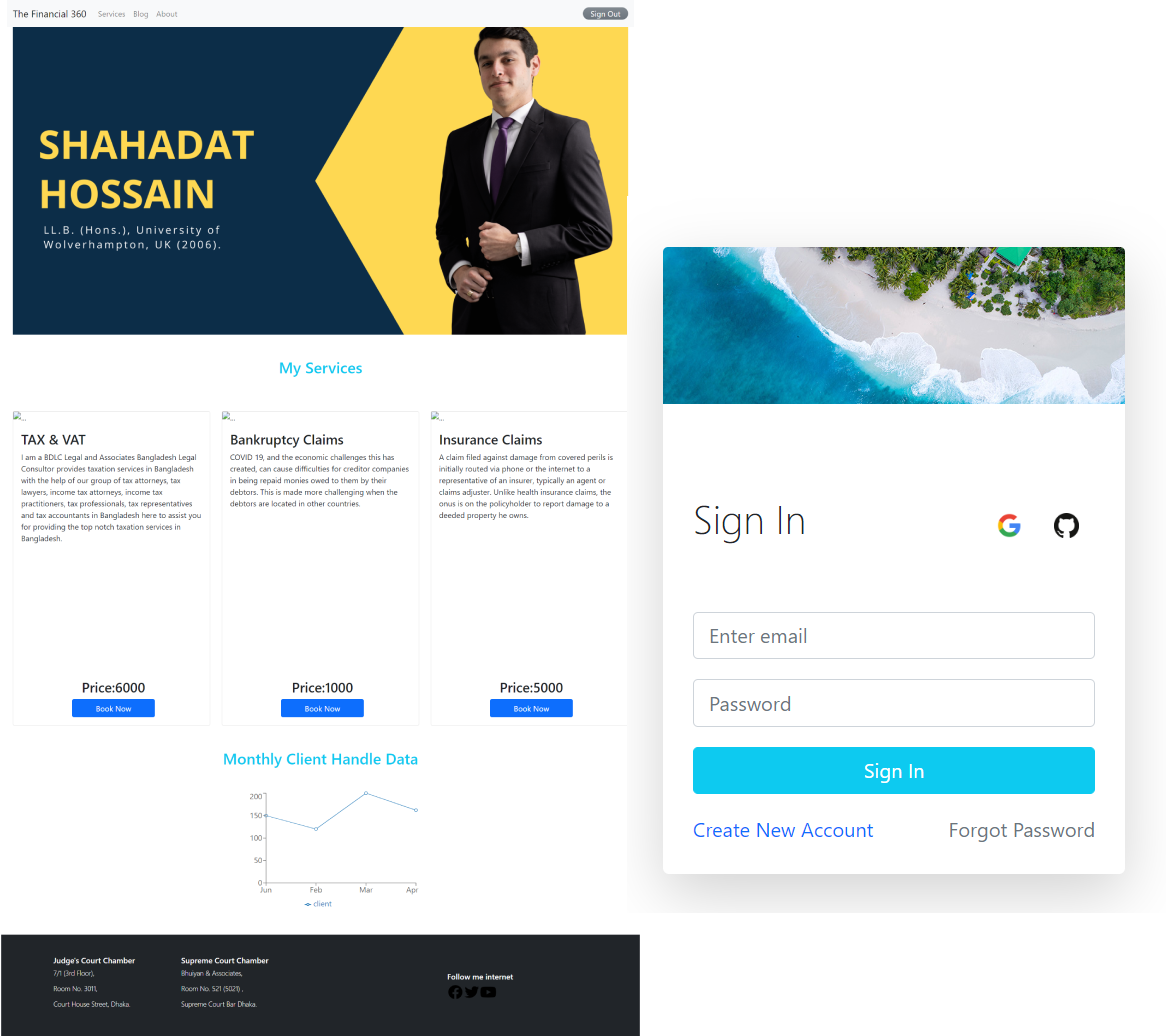 The Financial 360 Services Blog About Sign Out
SHAHADAT
HOSSAIN
LL.B. (Hons.), University of
Wolverhampton, UK (2006).
My Services
...
TAX & VAT
I am a BDLC Legal and Associates Bangladesh Legal
Consultor provides taxation services in Bangladesh
with the help of our group of tax attorneys, tax
lawyers, income tax attorneys, income tax
practitioners, tax professionals, tax representatives
and tax accountants in Bangladesh here to assist you
for providing the top notch taxation services in
Bangladesh.
Price:6000
Book Now
...
Bankruptcy Claims
COVID 19, and the economic challenges this has
created, can cause difficulties for creditor companies
in being repaid monies owed to them by their
debtors. This is made more challenging when the
debtors are located in other countries.
Price:1000
Book Now
...
Insurance Claims
A claim filed against damage from covered perils is
initially routed via phone or the internet to a
representative of an insurer, typically an agent or
claims adjuster. Unlike health insurance claims, the
onus is on the policyholder to report damage to a
deeded property he owns.
Price:5000
Book Now
Monthly Client Handle Data
200
150
100
50
0
Jun Feb Mar Apr
client
Judge's Court Chamber
7/1 (3rd Floor),
Room No. 3011,
Court House Street, Dhaka.
Supreme Court Chamber
Bhuiyan & Associates,
Room No. 521 (5021) ,
Supreme Court Bar Dhaka.
Follow me internet
Sign In
Enter email
Password
Sign In
Create New Account Forgot Password